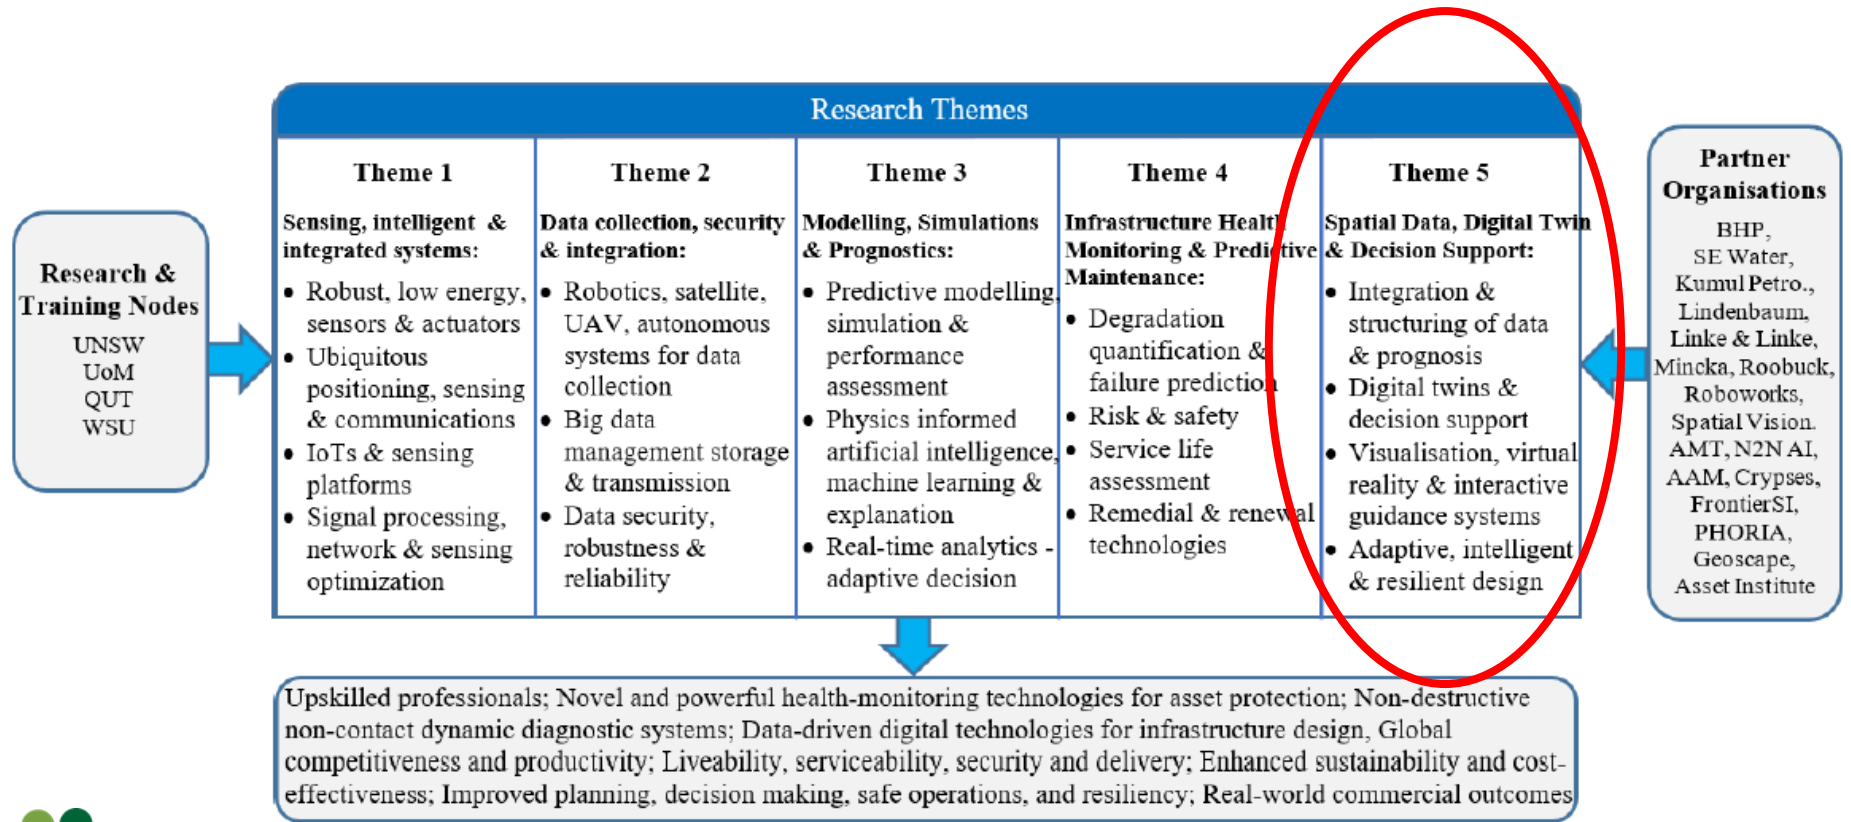 Research Themes
Research &
Training Nodes
UNSW
UoM
QUT
WSU
Theme 1
Sensing, intelligent &
integrated systems:
• Robust, low energy,
sensors & actuators
• Ubiquitous
positioning, sensing
& communications
• IoTs & sensing
platforms
• Signal processing,
network & sensing
optimization
Theme 2
Data collection, security
& integration:
• Robotics, satellite,
UAV, autonomous
systems for data
collection
• Big data
management storage
& transmission
• Data security,
robustness &
reliability
Theme 3
Modelling, Simulations
& Prognostics:
• Predictive modelling,
simulation &
performance
assessment
• Physics informed
artificial intelligence,
machine learning &
explanation
• Real-time analytics -
adaptive decision
Theme 4
Infrastructure Health
Monitoring & Predictive
Maintenance:
• Degradation
quantification &
failure prediction
• Risk & safety
• Service life
assessment
• Remedial & renewal
technologies
Theme 5
Spatial Data, Digital Twin
& Decision Support:
• Integration &
structuring of data
& prognosis
• Digital twins &
decision support
• Visualisation, virtual
reality & interactive
guidance systems
• Adaptive, intelligent
& resilient design
Partner
Organisations
BHP,
SE Water,
Kumul Petro.,
Lindenbaum,
Linke & Linke,
Mincka, Roobuck,
Roboworks,
Spatial Vision.
AMT, N2N AI,
AAM, Crypses,
FrontierSI,
PHORIA,
Geoscape,
Asset Institute
Upskilled professionals; Novel and powerful health-monitoring technologies for asset protection; Non-destructive
non-contact dynamic diagnostic systems; Data-driven digital technologies for infrastructure design, Global
competitiveness and productivity; Liveability, serviceability, security and delivery; Enhanced sustainability and cost-
effectiveness; Improved planning, decision making, safe operations, and resiliency; Real-world commercial outcomes